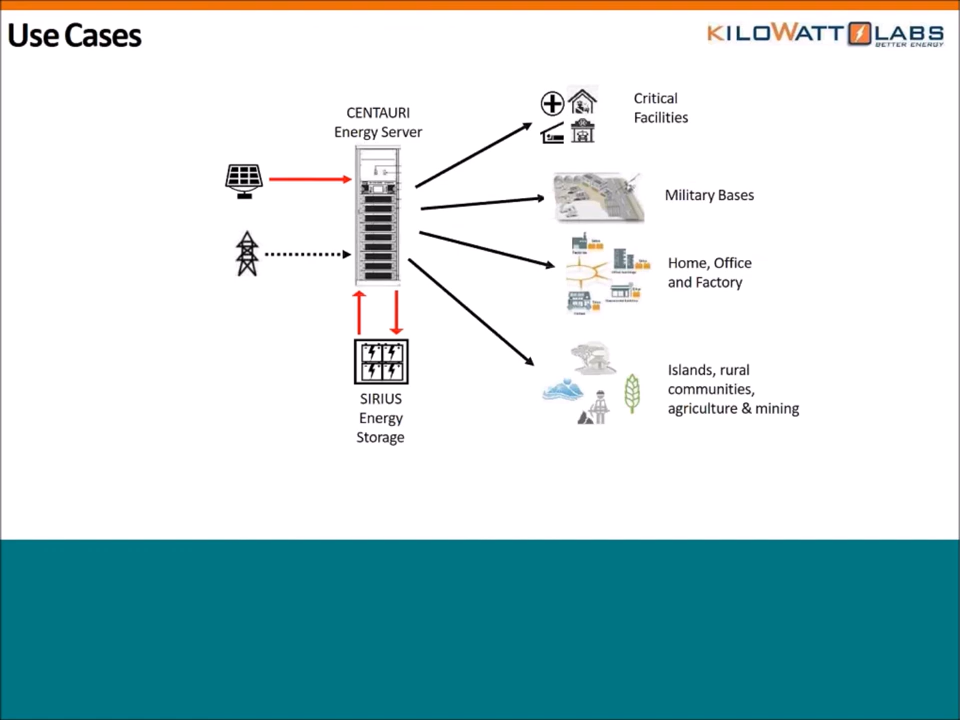 Use Cases
KILOWATT LABS
BETTER ENERGY
CENTAURI
Energy Server
Critical
Facilities
Military Bases
Home, Office
and Factory
Islands, rural
communities,
agriculture & mining
SIRIUS
Energy
Storage